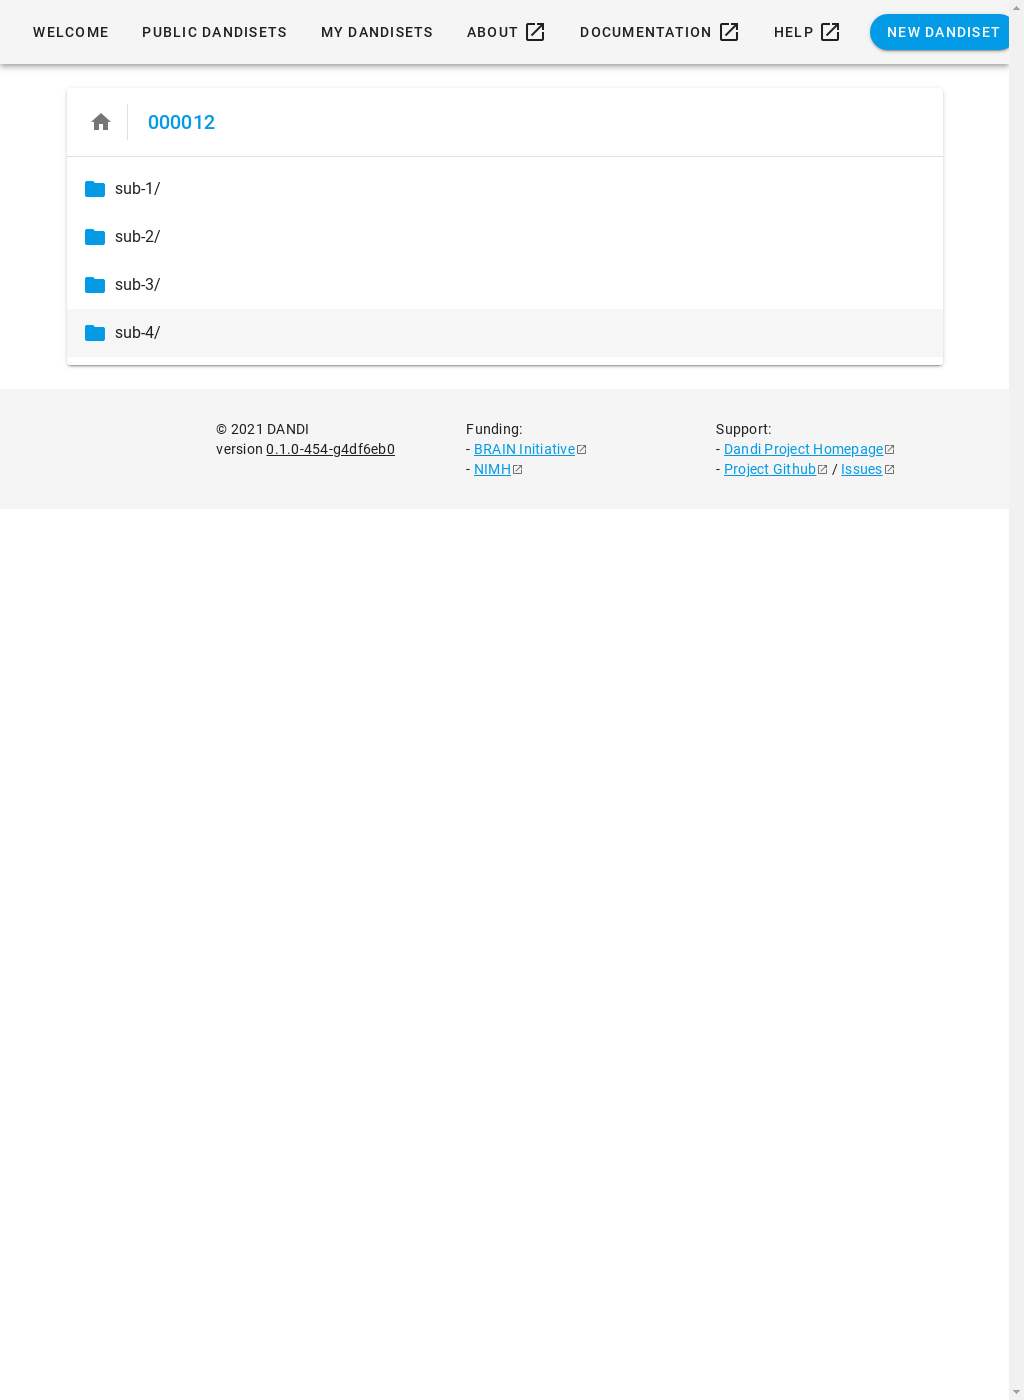 WELCOME PUBLIC DANDISETS MY DANDISETS ABOUT DOCUMENTATION HELP NEW DANDISET
000012
sub-1/
sub-2/
sub-3/
sub-4/
© 2021 DANDI
version 0.1.0-454-g4df6eb0
Funding:
- BRAIN Initiative
- NIMH
Support:
- Dandi Project Homepage
- Project Github / Issues